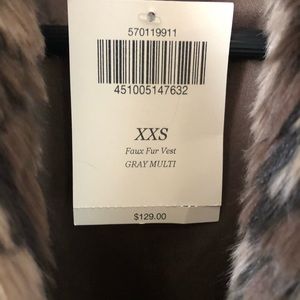 570119911
451005147632
XXS
Faux Fur Vest
GRAY MULTI
$129.00